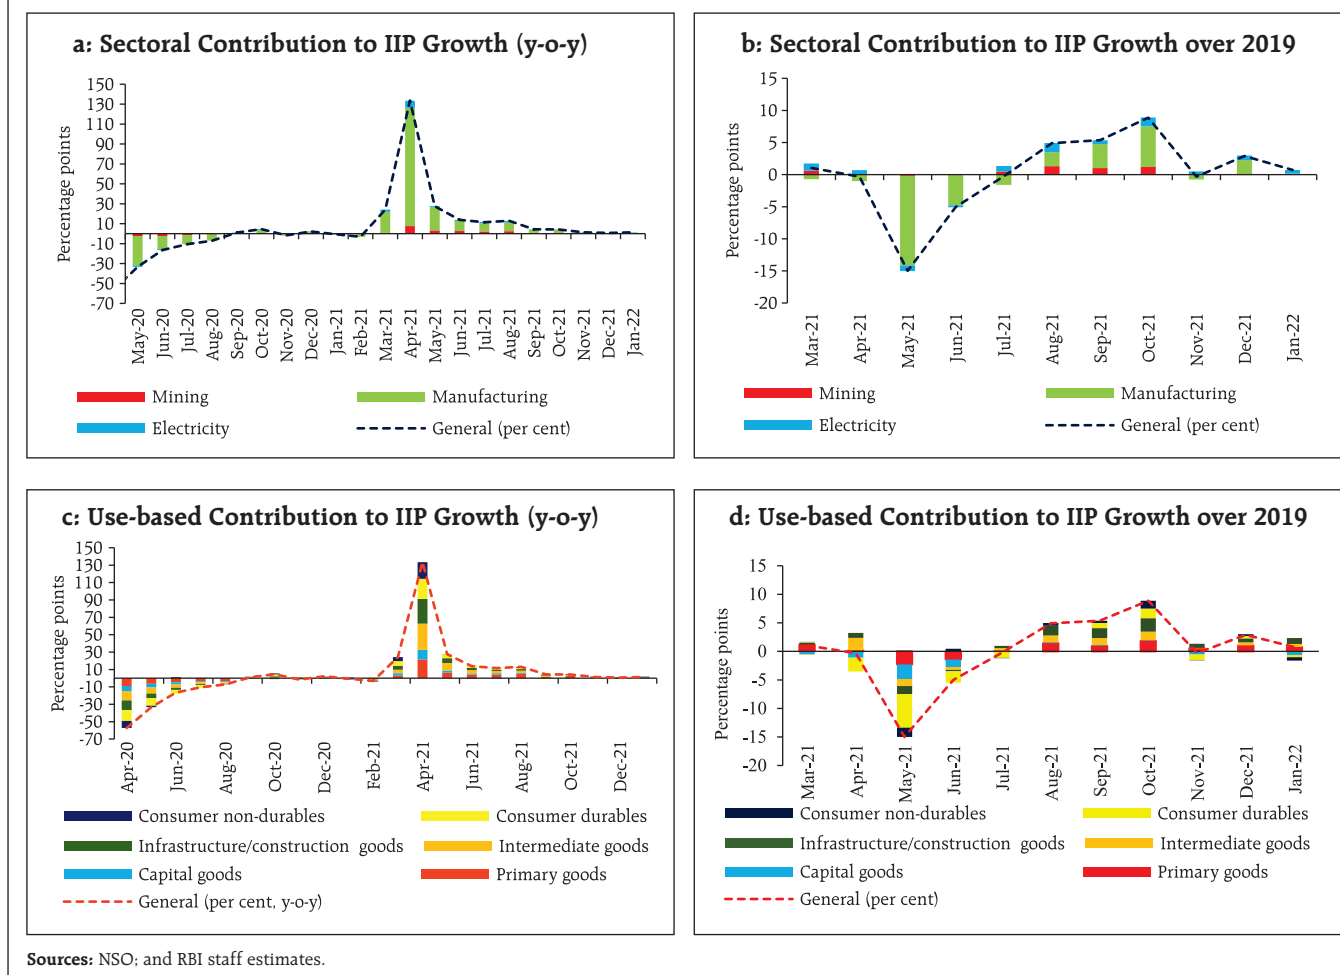 a: Sectoral Contribution to IIP Growth (y-o-y)
Percentage points
150
130
110
90
70
50
30
10
-10
-30
-50
-70
May-20
Jun-20
Jul-20
Aug-20
Sep-20
Oct-20
Nov-20
Dec-20
Jan-21
Feb-21
Mar-21
Apr-21
May-21
Jun-21
Jul-21
Aug-21
Sep-21
Oct-21
Nov-21
Dec-21
Jan-22
Mining
Manufacturing
Electricity
General (per cent)
b: Sectoral Contribution to IIP Growth over 2019
Percentage points
15
10
5
0
-5
-10
-15
-20
Mar-21
Apr-21
May-21
Jun-21
Jul-21
Aug-21
Sep-21
Oct-21
Nov-21
Dec-21
Jan-22
Mining
Manufacturing
Electricity
General (per cent)
c: Use-based Contribution to IIP Growth (y-o-y)
Percentage points
150
130
110
90
70
50
30
10
-10
-30
-50
-70
Apr-20
Jun-20
Aug-20
Oct-20
Dec-20
Feb-21
Apr-21
Jun-21
Aug-21
Oct-21
Dec-21
Consumer non-durables
Consumer durables
Infrastructure/construction goods
Intermediate goods
Capital goods
Primary goods
General (per cent, y-o-y)
d: Use-based Contribution to IIP Growth over 2019
Percentage points
15
10
5
0
-5
-10
-15
-20
Mar-21
Apr-21
May-21
Jun-21
Jul-21
Aug-21
Sep-21
Oct-21
Nov-21
Dec-21
Jan-22
Consumer non-durables
Consumer durables
Infrastructure/construction goods
Intermediate goods
Capital goods
Primary goods
General (per cent)
Sources: NSO; and RBI staff estimates.